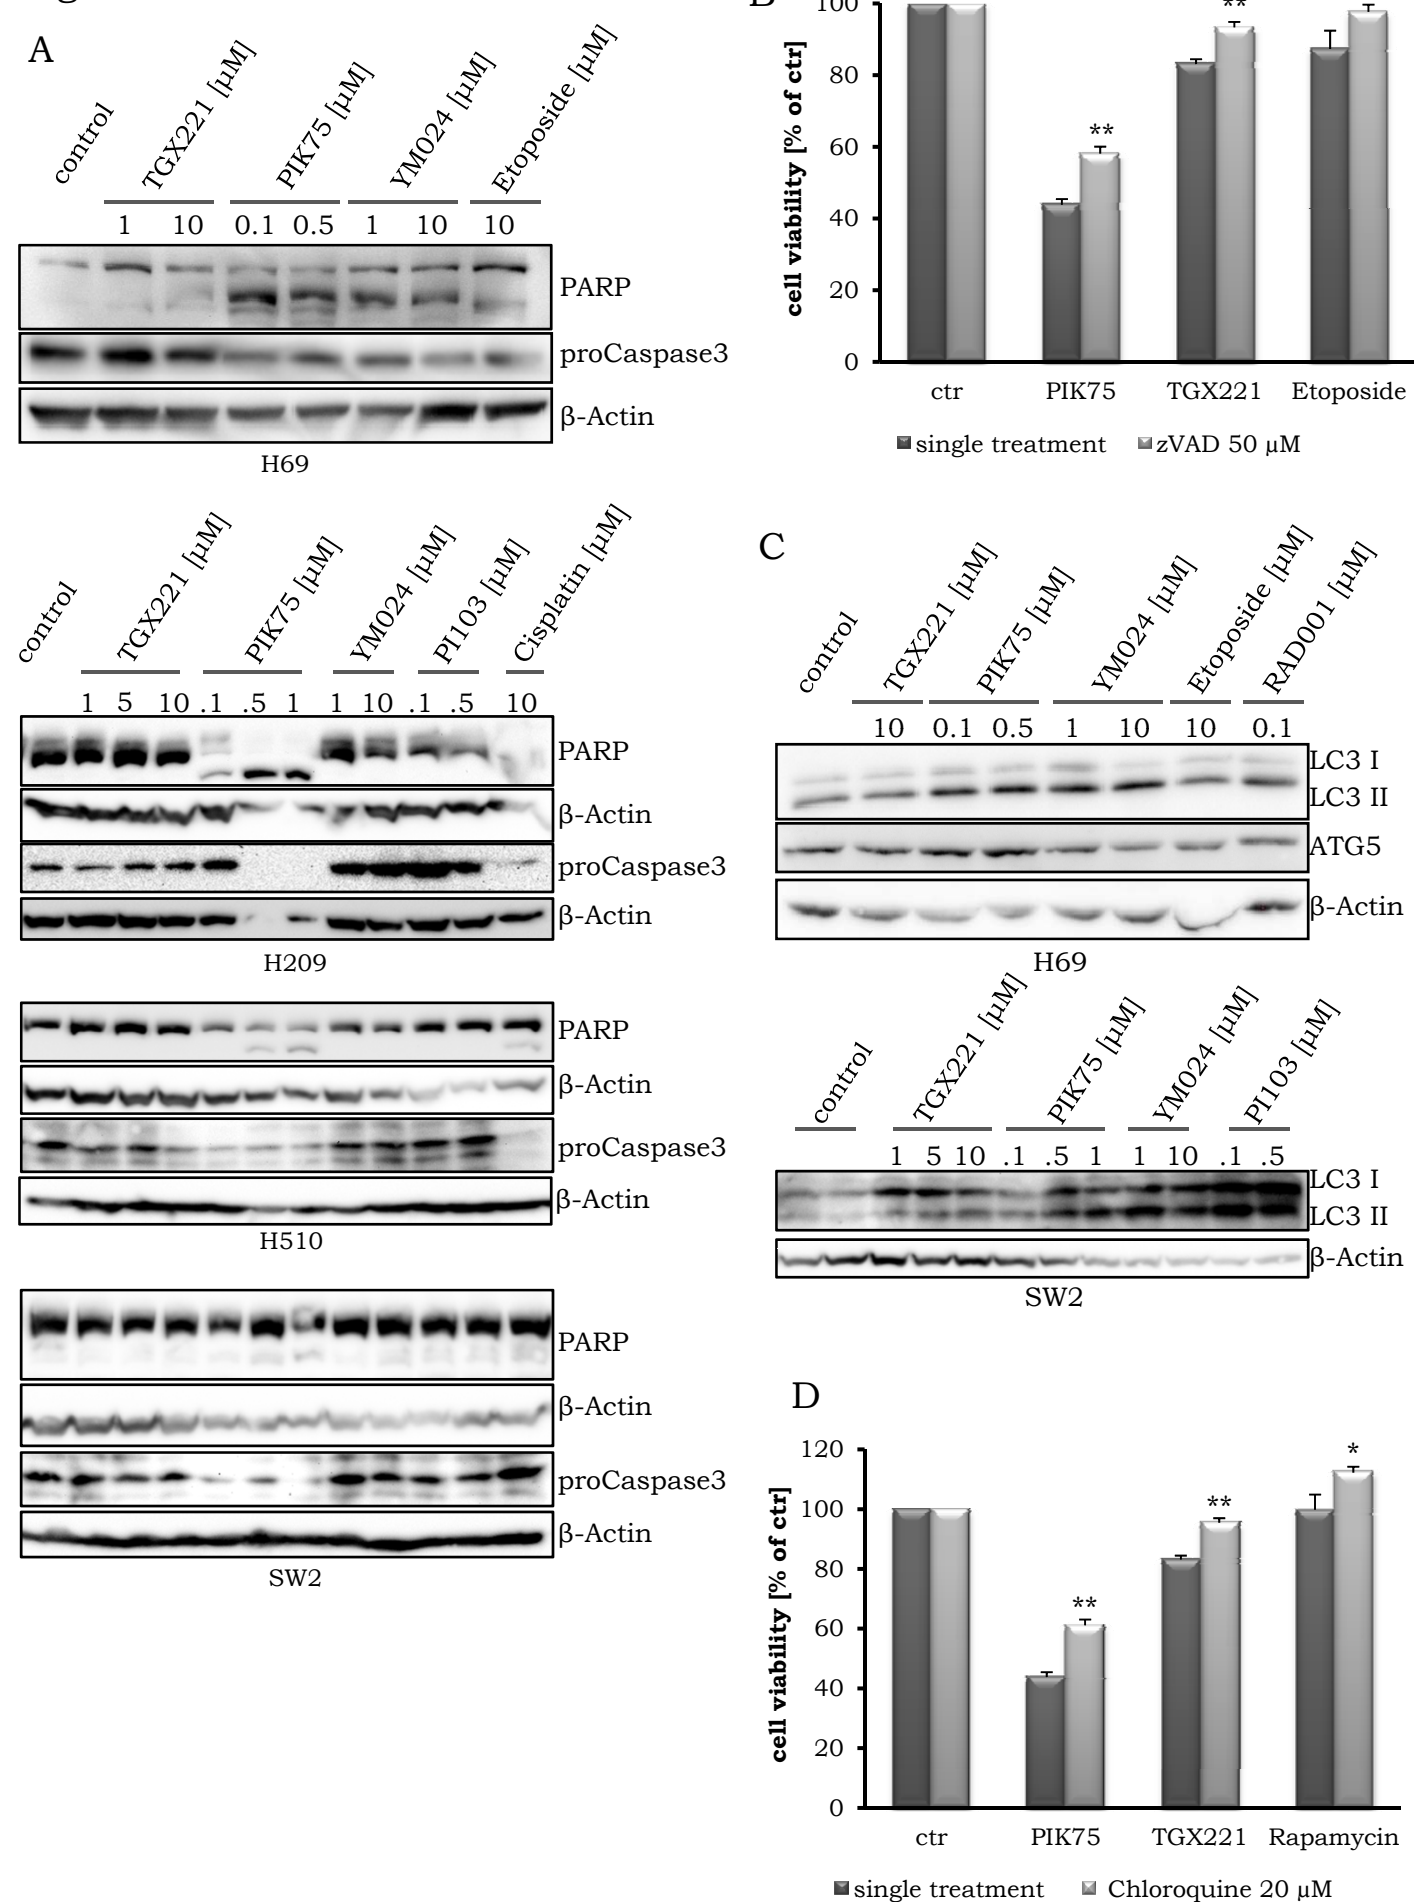 A
control
TGX221 [µM]
PIK75 [µM]
YM024 [µM]
Etoposide [µM]
1 10 0.1 0.5 1 10 10
PARP
proCaspase3
β-Actin
H69
control
TGX221 [µM]
PIK75 [µM]
YM024 [µM]
PI103 [µM]
Cisplatin [µM]
1 5 10 .1 .5 1 1 10 .1 .5 10
PARP
β-Actin
proCaspase3
β-Actin
H209
PARP
β-Actin
proCaspase3
β-Actin
H510
PARP
β-Actin
proCaspase3
β-Actin
SW2
B
cell viability [% of ctr]
100
80
60
40
20
0
**
**
ctr PIK75 TGX221 Etoposide
single treatment zVAD 50 µM
C
control
TGX221 [µM]
PIK75 [µM]
YM024 [µM]
Etoposide [µM]
RAD001 [µM]
10 0.1 0.5 1 10 10 0.1
LC3 I
LC3 II
ATG5
β-Actin
H69
control
TGX221 [µM]
PIK75 [µM]
YM024 [µM]
PI103 [µM]
1 5 10 .1 .5 1 1 10 .1 .5
LC3 I
LC3 II
β-Actin
SW2
D
cell viability [% of ctr]
120
100
80
60
40
20
0
**
**
*
ctr PIK75 TGX221 Rapamycin
single treatment Chloroquine 20 µM